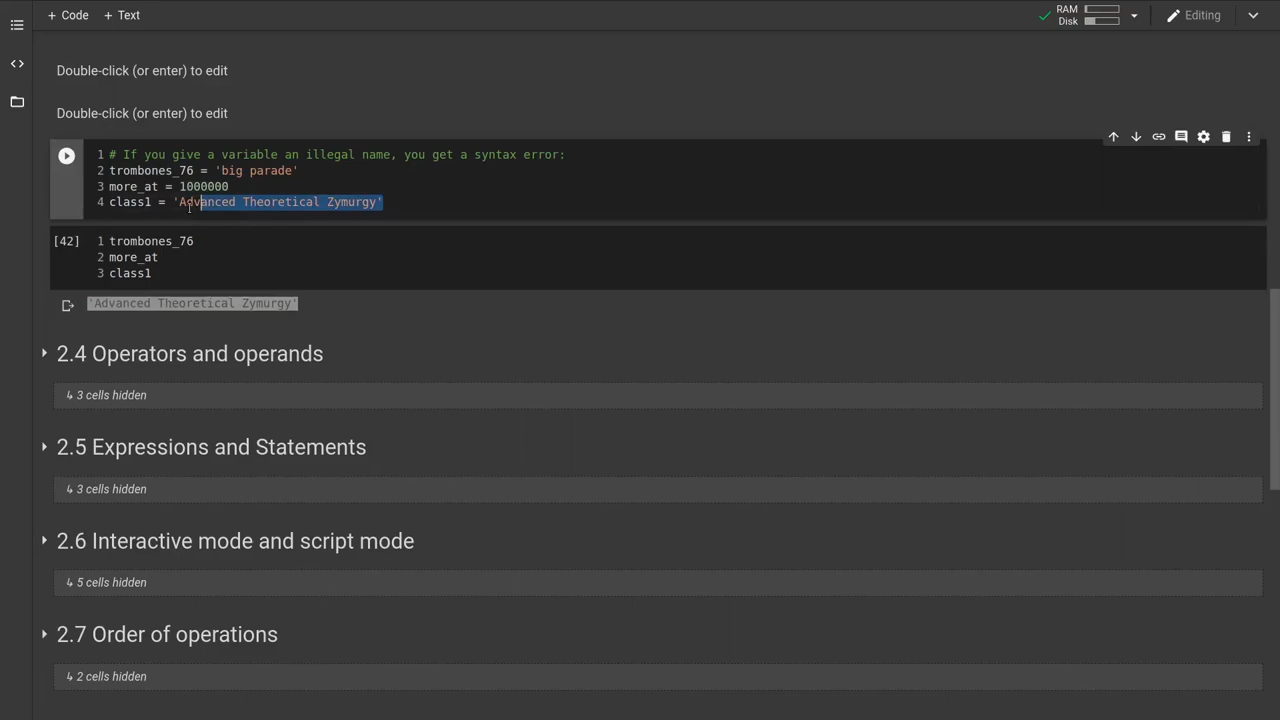 + Code + Text
RAM
Disk
Editing
Double-click (or enter) to edit
Double-click (or enter) to edit
1 # If you give a variable an illegal name, you get a syntax error:
2 trombones_76 = 'big parade'
3 more_at = 1000000
4 class1 = 'Advanced Theoretical Zymurgy'
[42] 1 trombones_76
2 more_at
3 class1
'Advanced Theoretical Zymurgy'
2.4 Operators and operands
↳ 3 cells hidden
2.5 Expressions and Statements
↳ 3 cells hidden
2.6 Interactive mode and script mode
↳ 5 cells hidden
2.7 Order of operations
↳ 2 cells hidden